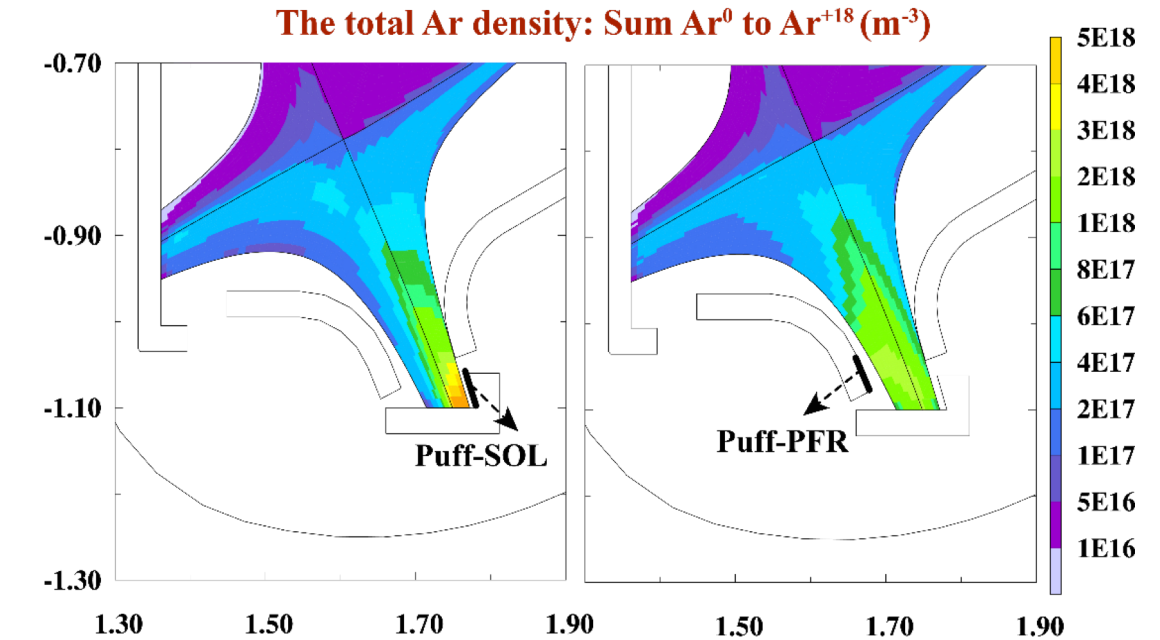 The total Ar density: Sum Ar⁰ to Ar⁺¹⁸ (m⁻³)
-0.70
-0.90
-1.10
-1.30
1.30
1.50
1.70
1.90
Puff-SOL
1.50
1.70
1.90
Puff-PFR
5E18
4E18
3E18
2E18
1E18
8E17
6E17
4E17
2E17
1E17
5E16
1E16